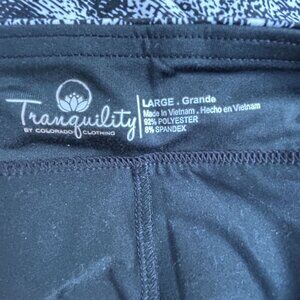 Tranquility
BY COLORADO CLOTHING
LARGE . Grande
Made in Vietnam . Hecho en Vietnam
92% POLYESTER
8% SPANDEX